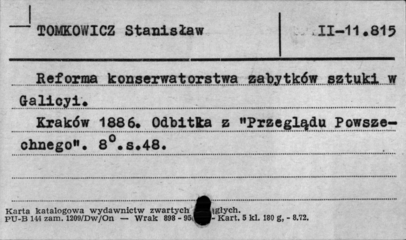 TOMKOWICZ Stanisław II-11.815
Reforma konserwatorstwa zabytków sztuki w
Galicyi.
Kraków 1886. Odbitka z "Przeglądu Powsze-
chnego". 8°.s.48.
Karta katalogowa wydawnictw zwartych
PU-B 144 zam. 1209/Dw/On — Wrak 898 - Kart. 5 kl. 180 g, - 8.72.